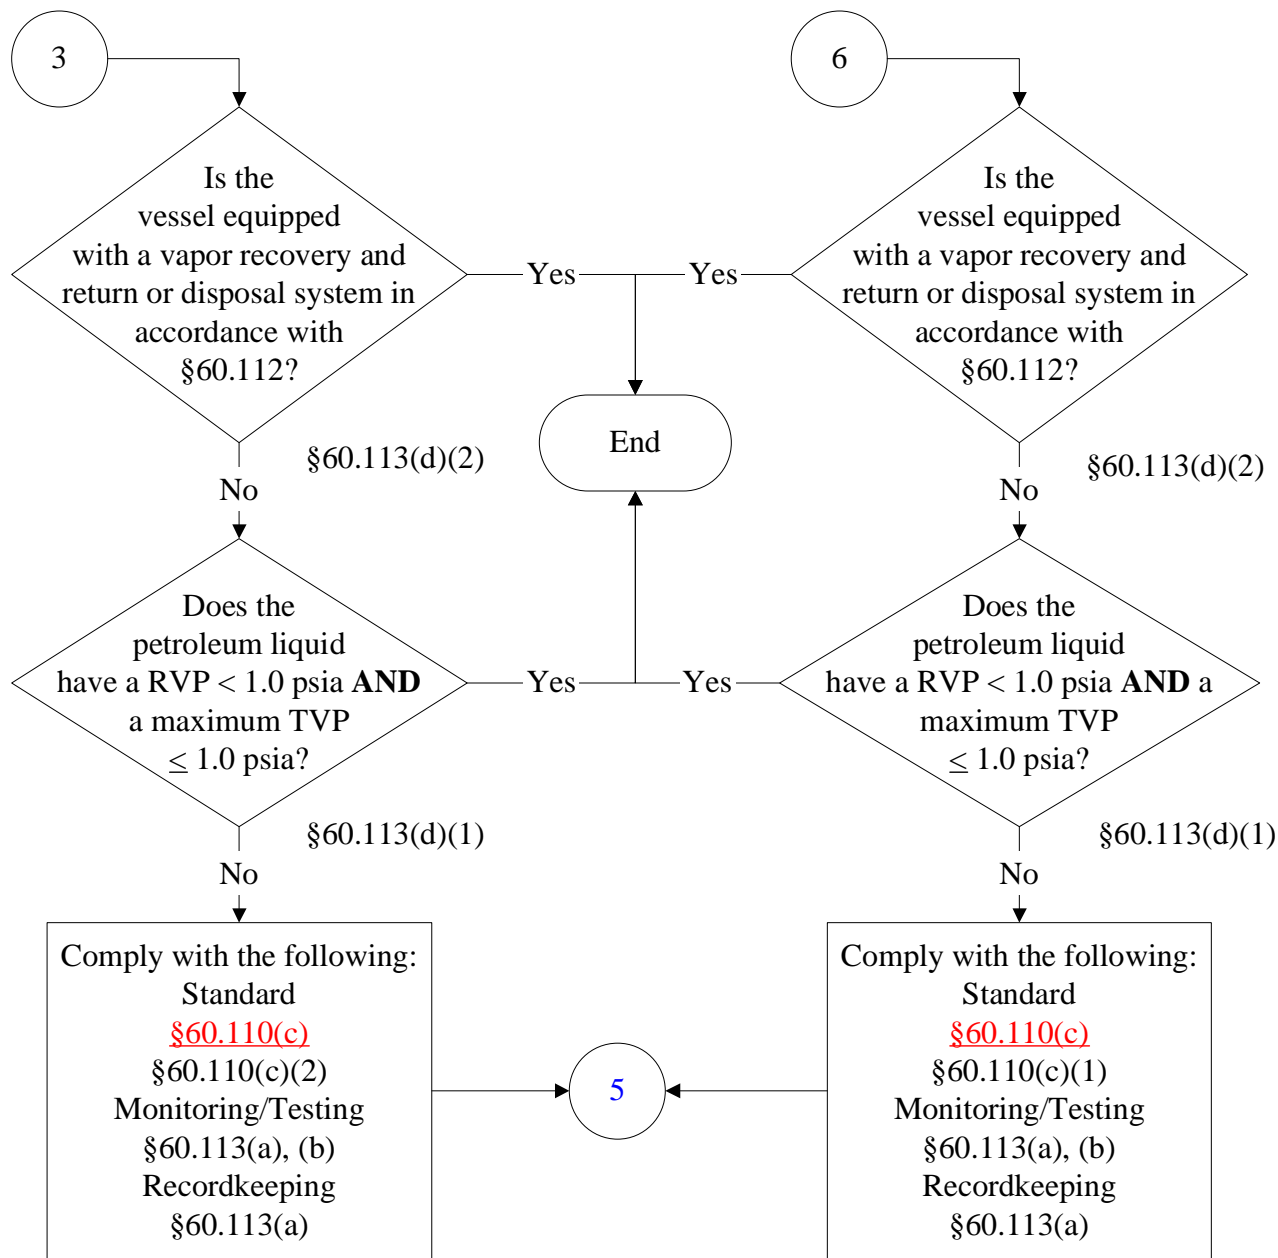 3
Is the
vessel equipped
with a vapor recovery and
return or disposal system in
accordance with
§60.112?
Yes
§60.113(d)(2)
No
Does the
petroleum liquid
have a RVP < 1.0 psia AND
a maximum TVP
≤ 1.0 psia?
Yes
§60.113(d)(1)
No
Comply with the following:
Standard
§60.110(c)
§60.110(c)(2)
Monitoring/Testing
§60.113(a), (b)
Recordkeeping
§60.113(a)
End
5
6
Is the
vessel equipped
with a vapor recovery and
return or disposal system in
accordance with
§60.112?
Yes
§60.113(d)(2)
No
Does the
petroleum liquid
have a RVP < 1.0 psia AND a
maximum TVP
≤ 1.0 psia?
Yes
§60.113(d)(1)
No
Comply with the following:
Standard
§60.110(c)
§60.110(c)(1)
Monitoring/Testing
§60.113(a), (b)
Recordkeeping
§60.113(a)